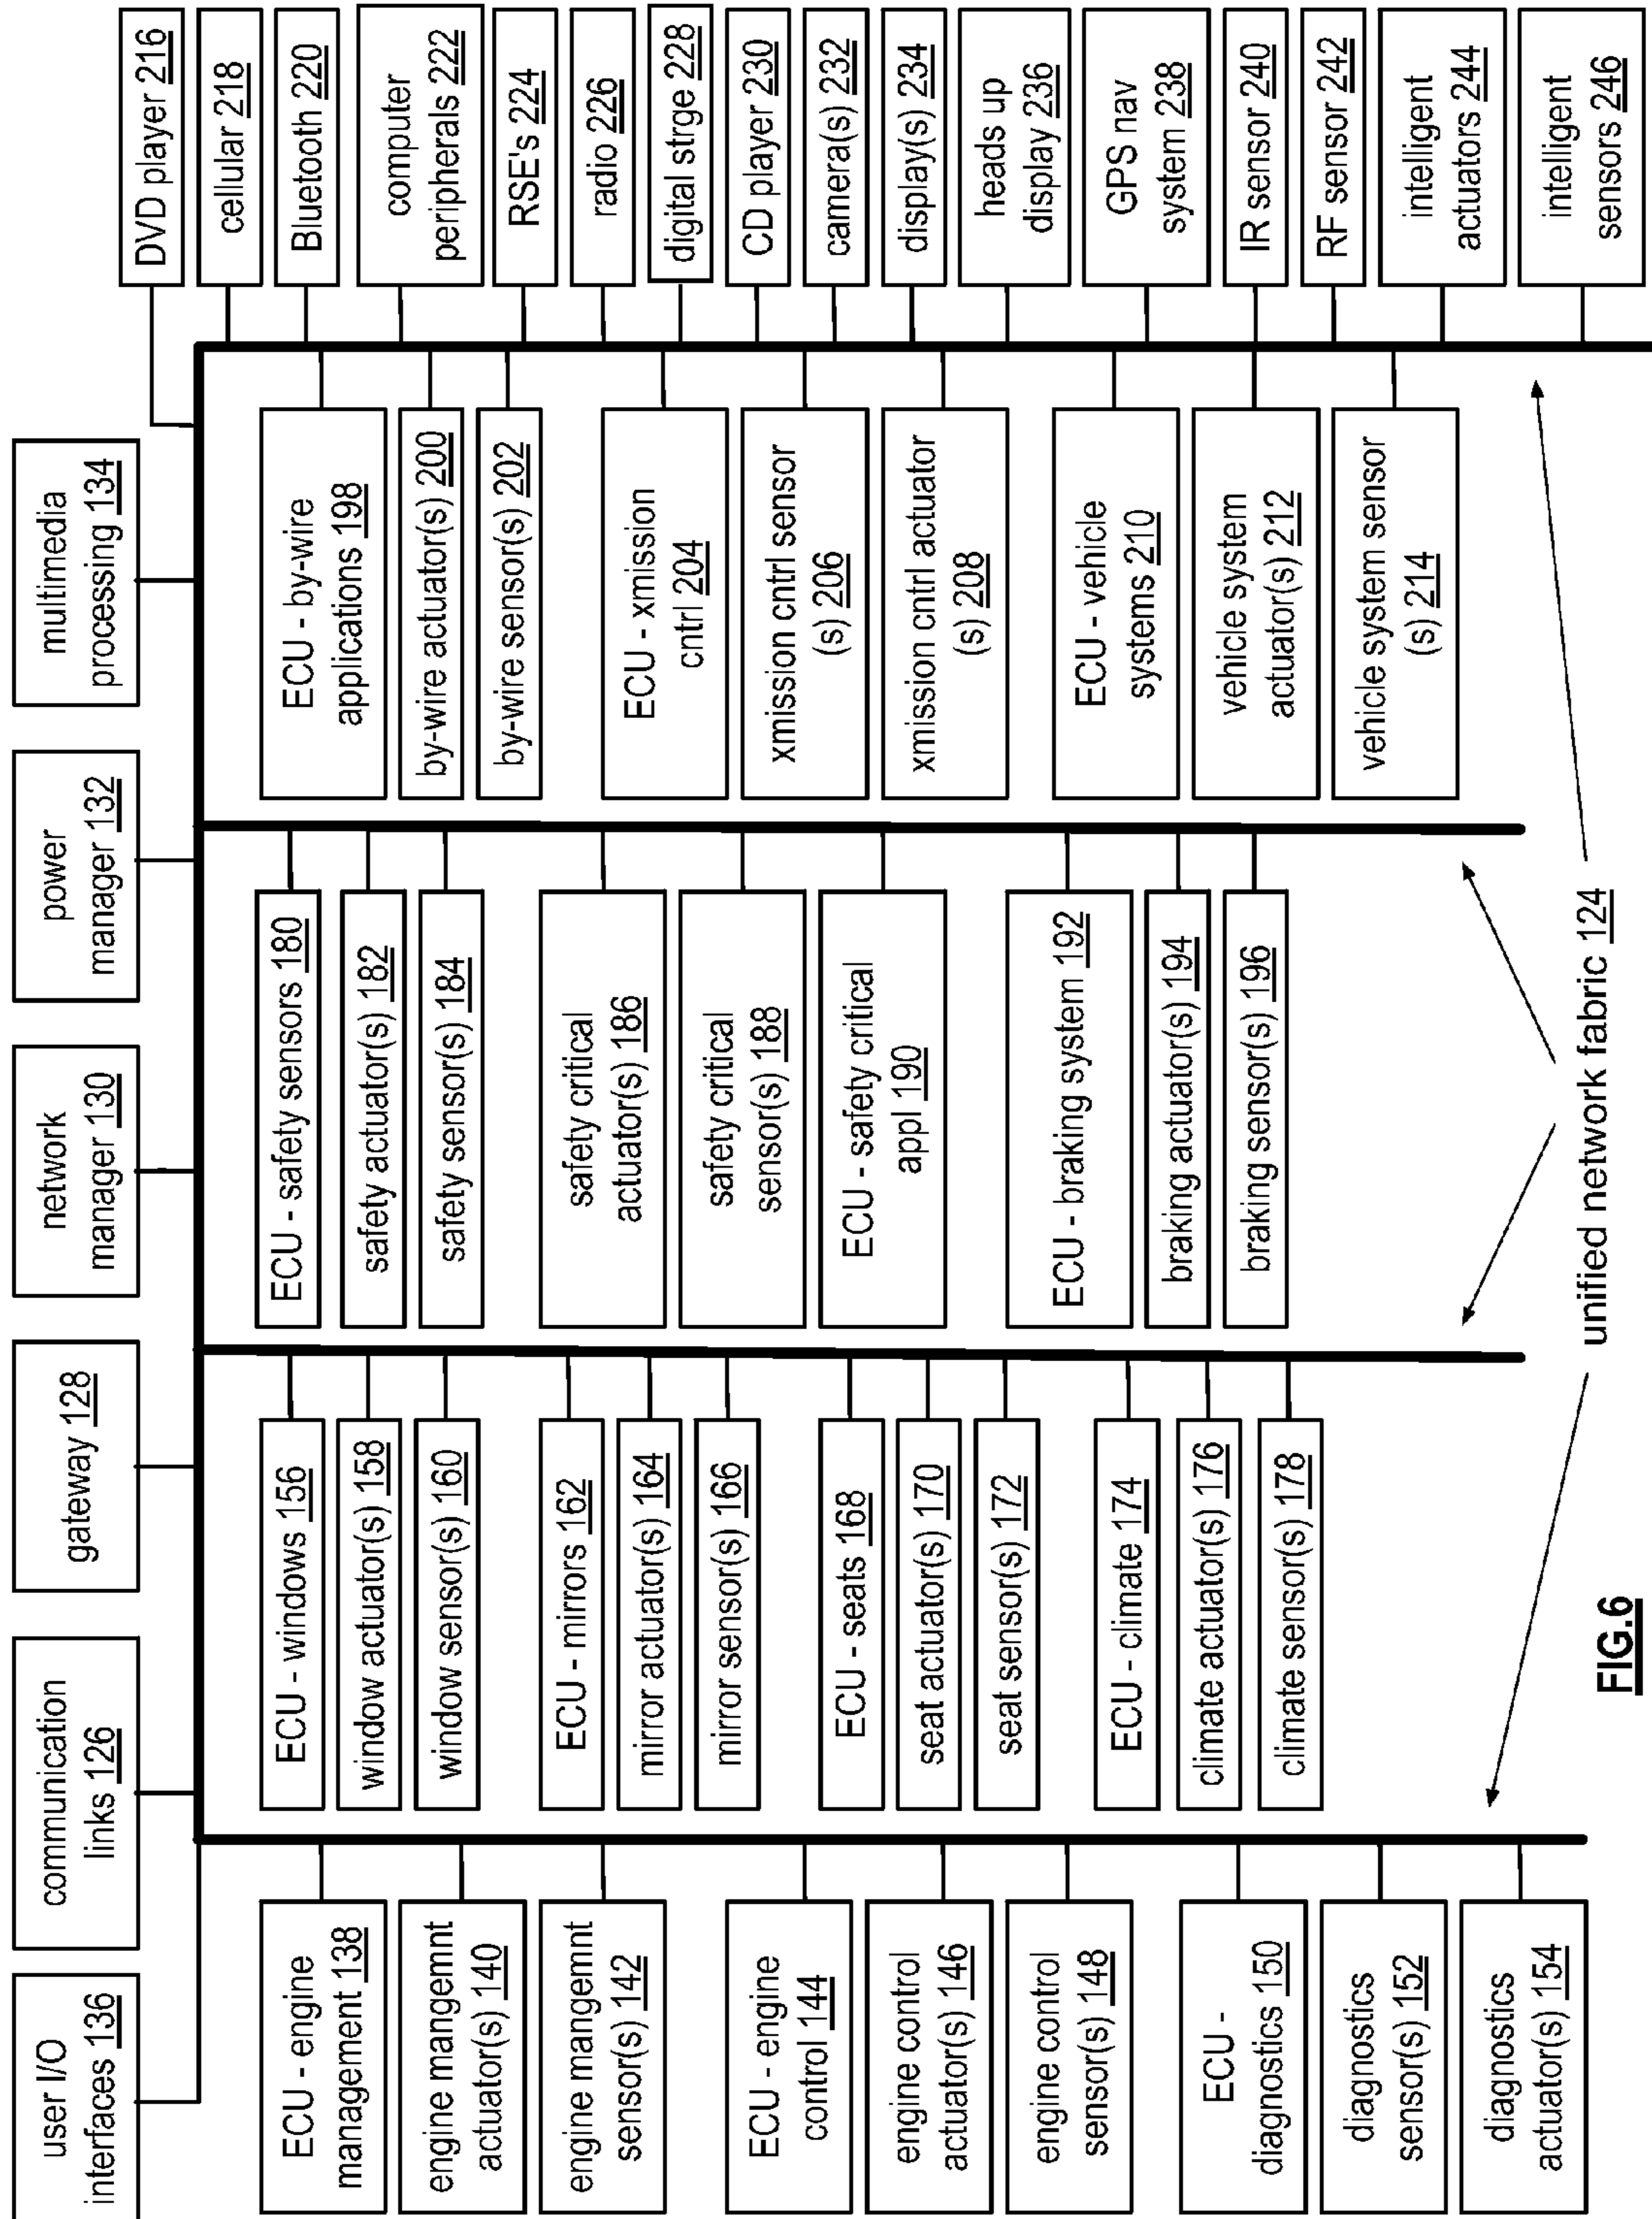 user I/O
interfaces 136
communication
links 126
gateway 128
network
manager 130
power
manager 132
multimedia
processing 134
ECU - engine
management 138
engine mangemnt
actuator(s) 140
engine mangemnt
sensor(s) 142
ECU - engine
control 144
engine control
actuator(s) 146
engine control
sensor(s) 148
ECU -
diagnostics 150
diagnostics
sensor(s) 152
diagnostics
actuator(s) 154
ECU - windows 156
window actuator(s) 158
window sensor(s) 160
ECU - mirrors 162
mirror actuator(s) 164
mirror sensor(s) 166
ECU - seats 168
seat actuator(s) 170
seat sensor(s) 172
ECU - climate 174
climate actuator(s) 176
climate sensor(s) 178
ECU - safety sensors 180
safety actuator(s) 182
safety sensor(s) 184
safety critical
actuator(s) 186
safety critical
sensor(s) 188
ECU - safety critical
appl 190
ECU - braking system 192
braking actuator(s) 194
braking sensor(s) 196
ECU - by-wire
applications 198
by-wire actuator(s) 200
by-wire sensor(s) 202
ECU - xmission
cntrl 204
xmission cntrl sensor
(s) 206
xmission cntrl actuator
(s) 208
ECU - vehicle
systems 210
vehicle system
actuator(s) 212
vehicle system sensor
(s) 214
DVD player 216
cellular 218
Bluetooth 220
computer
peripherals 222
RSE's 224
radio 226
digital strge 228
CD player 230
camera(s) 232
display(s) 234
heads up
display 236
GPS nav
system 238
IR sensor 240
RF sensor 242
intelligent
actuators 244
intelligent
sensors 246
unified network fabric 124
FIG.6